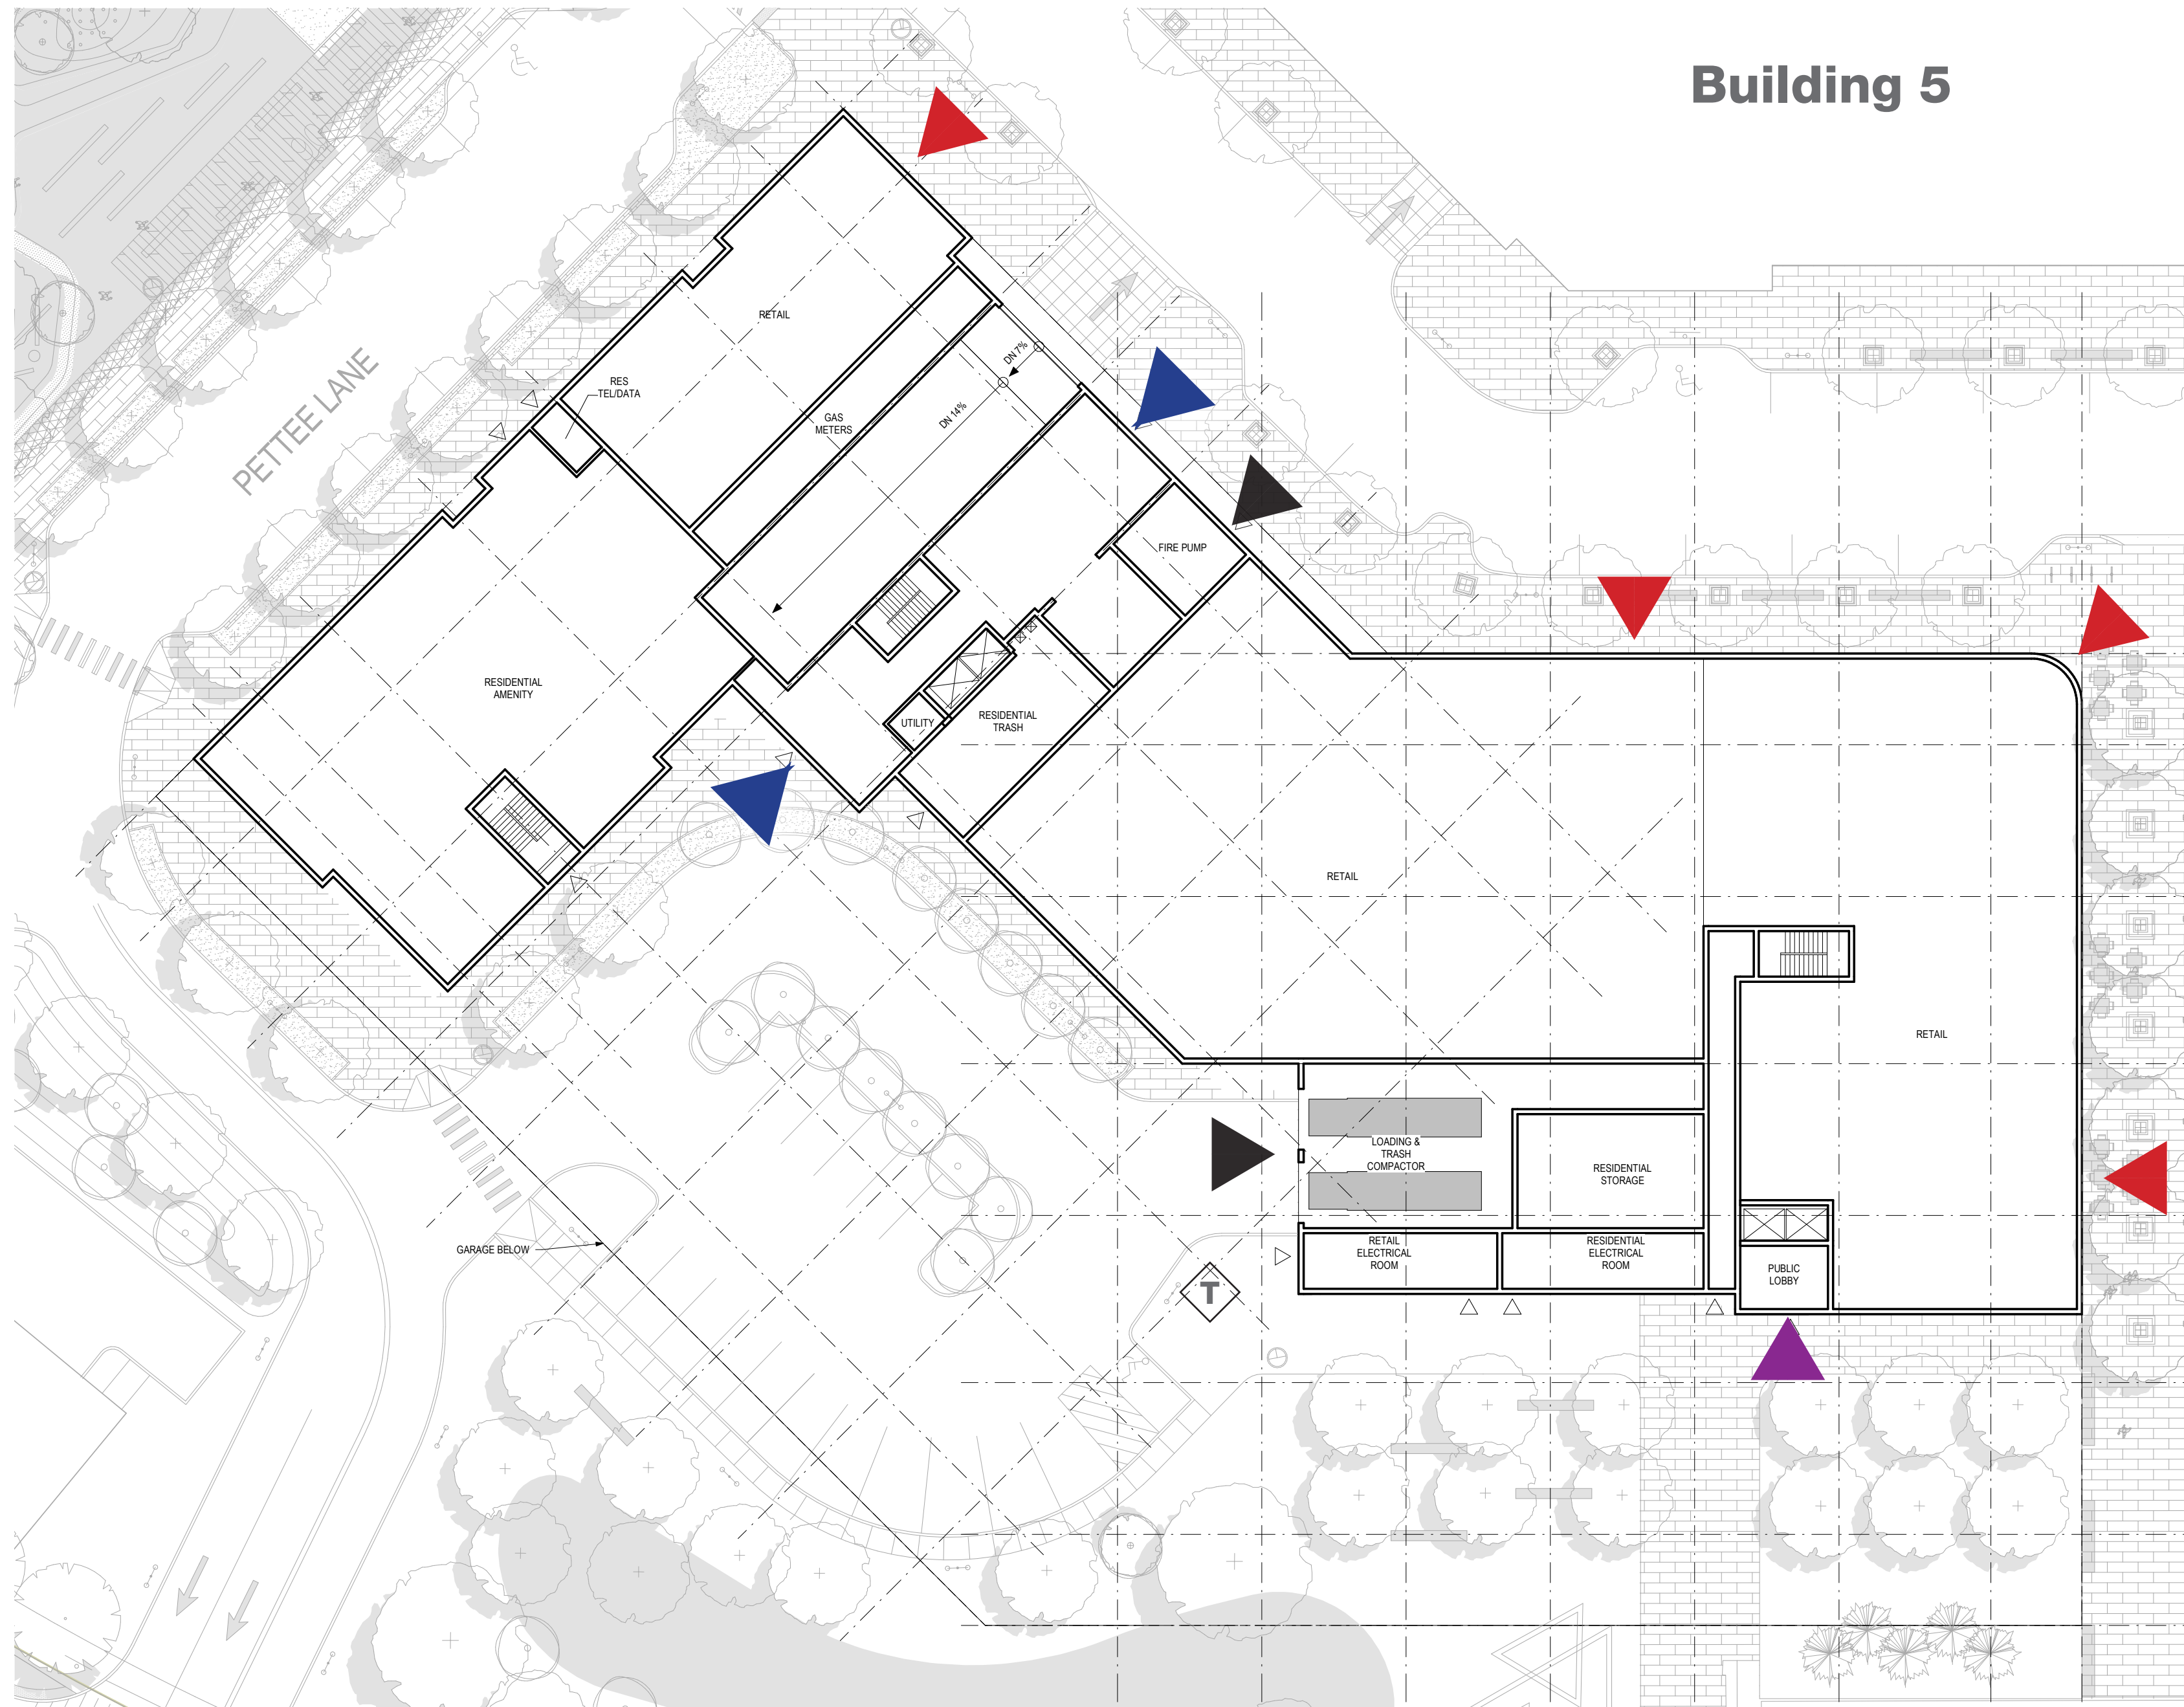 Building 5
PETTEE LANE
RETAIL
RES
TEL/DATA
GAS
METERS
DN 7%
DN 14%
FIRE PUMP
RESIDENTIAL
AMENITY
UTILITY
RESIDENTIAL
TRASH
RETAIL
RETAIL
LOADING &
TRASH
COMPACTOR
RESIDENTIAL
STORAGE
GARAGE BELOW
RETAIL
ELECTRICAL
ROOM
RESIDENTIAL
ELECTRICAL
ROOM
PUBLIC
LOBBY
T